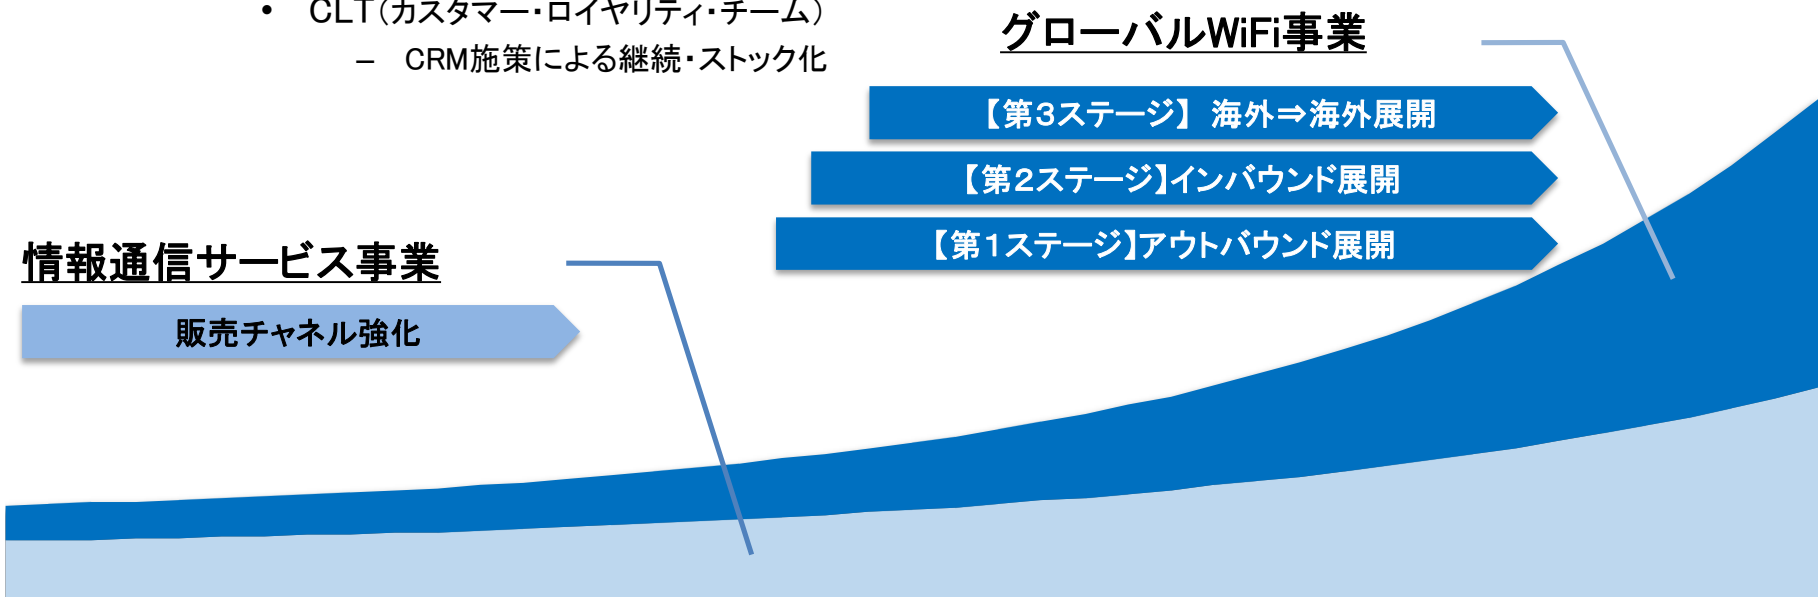 • CLT(カスタマー・ロイヤリティ・チーム)
– CRM施策による継続・ストック化
グローバルWiFi事業
【第3ステージ】 海外⇒海外展開
【第2ステージ】インバウンド展開
【第1ステージ】アウトバウンド展開
情報通信サービス事業
販売チャネル強化